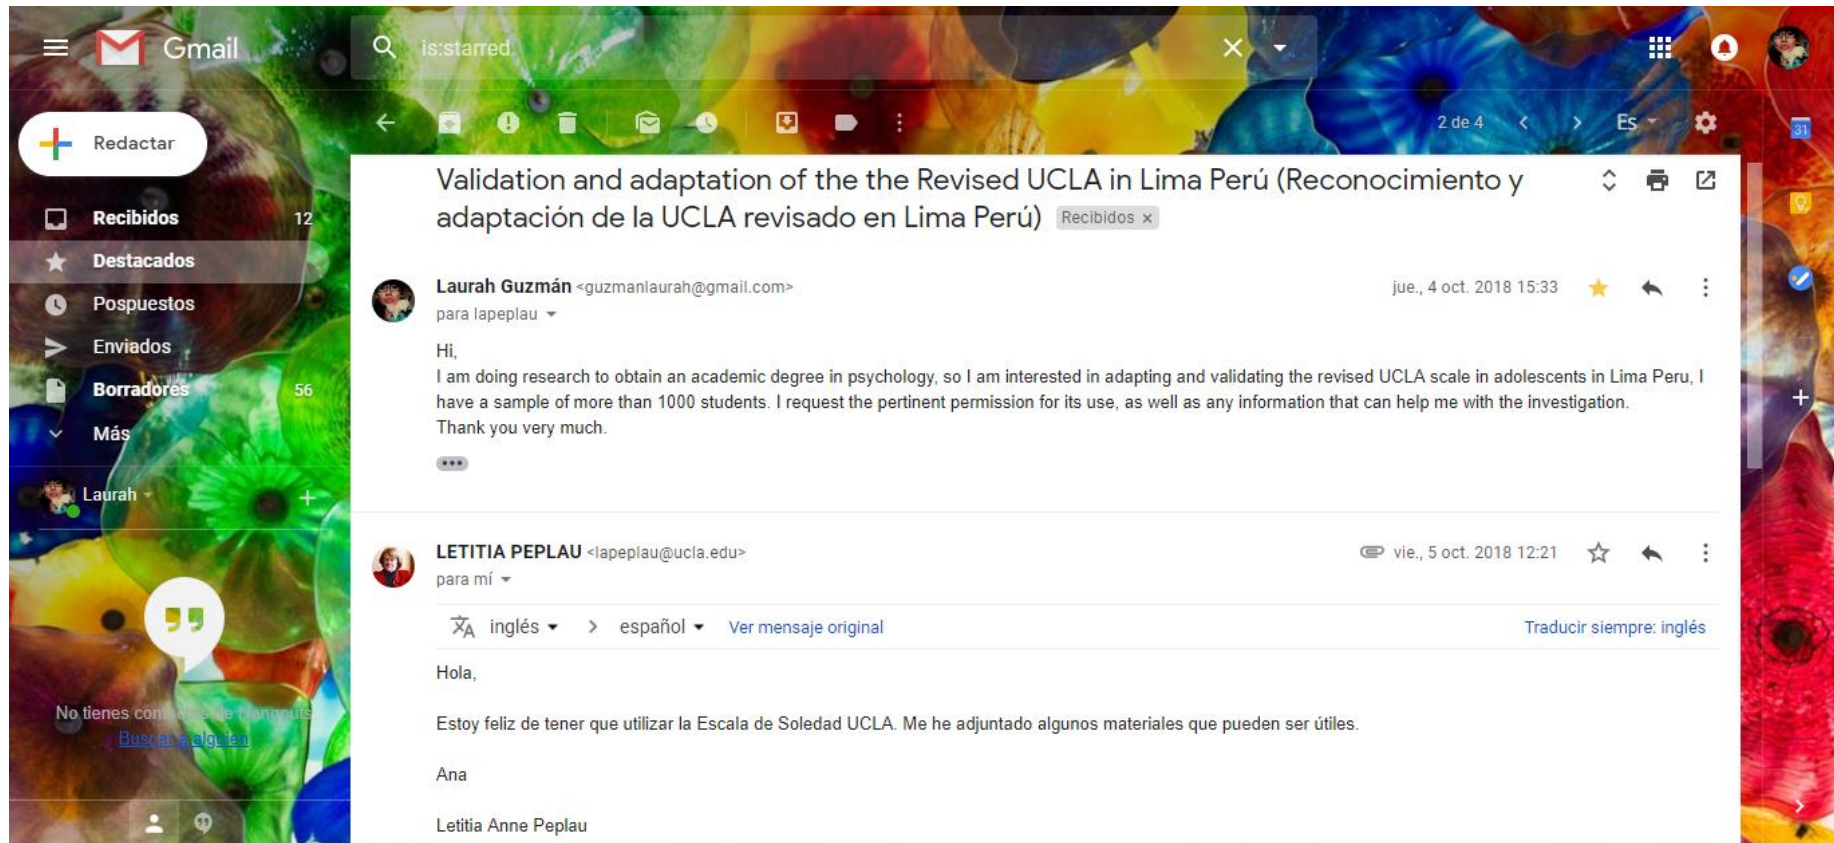 Gmail
is:starred
Redactar
2 de 4
Es
31
Recibidos 12
Destacados
Pospuestos
Enviados
Borradores 56
Más
Laurah
No tienes contactos de Hangouts
Buscar a alguien
Validation and adaptation of the the Revised UCLA in Lima Perú (Reconocimiento y
adaptación de la UCLA revisado en Lima Perú) Recibidos x
Laurah Guzmán <guzmanlaurah@gmail.com> jue., 4 oct. 2018 15:33
para lapeplau
Hi,
I am doing research to obtain an academic degree in psychology, so I am interested in adapting and validating the revised UCLA scale in adolescents in Lima Peru, I
have a sample of more than 1000 students. I request the pertinent permission for its use, as well as any information that can help me with the investigation.
Thank you very much.
LETITIA PEPLAU <lapeplau@ucla.edu> vie., 5 oct. 2018 12:21
para mí
inglés > español Ver mensaje original Traducir siempre: inglés
Hola,
Estoy feliz de tener que utilizar la Escala de Soledad UCLA. Me he adjuntado algunos materiales que pueden ser útiles.
Ana
Letitia Anne Peplau